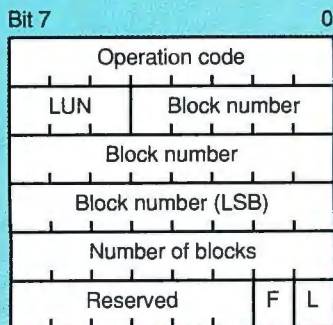 Bit 7 0
Operation code
LUN Block number
Block number
Block number (LSB)
Number of blocks
Reserved F L